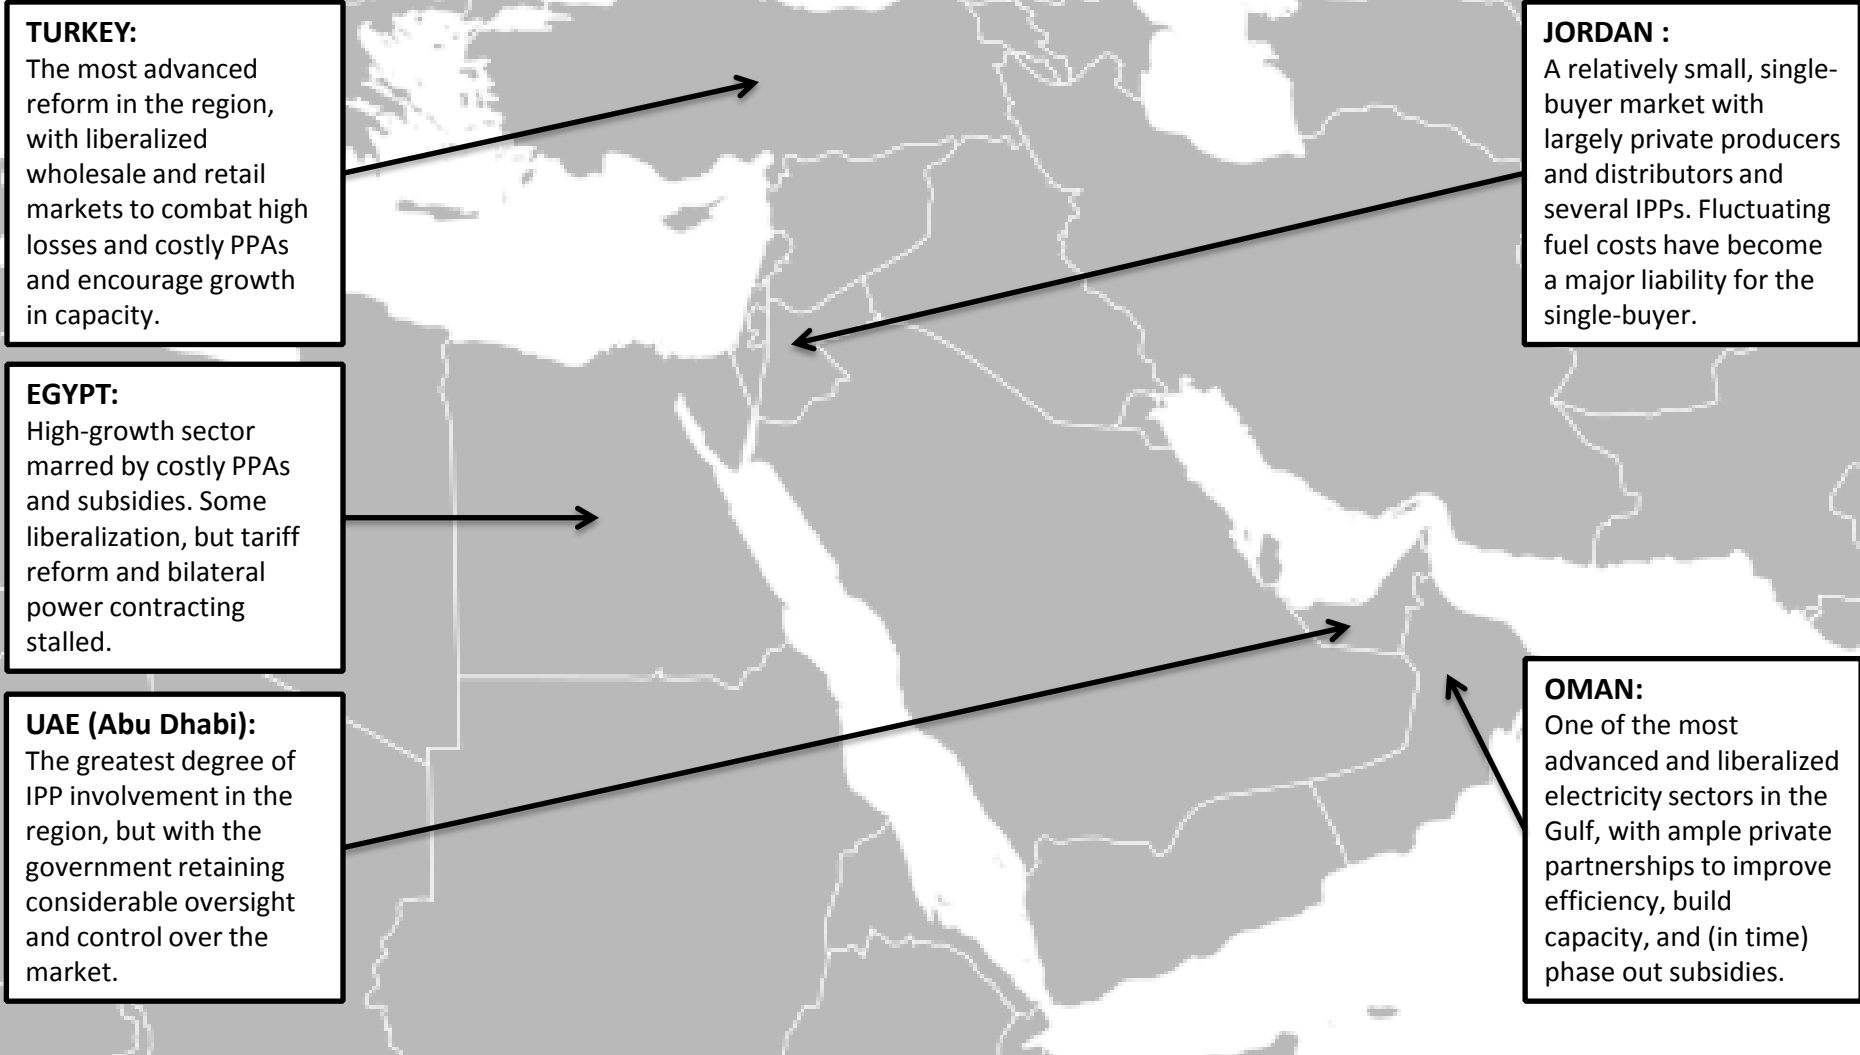 TURKEY:
The most advanced
reform in the region,
with liberalized
wholesale and retail
markets to combat high
losses and costly PPAs
and encourage growth
in capacity.
EGYPT:
High-growth sector
marred by costly PPAs
and subsidies. Some
liberalization, but tariff
reform and bilateral
power contracting
stalled.
UAE (Abu Dhabi):
The greatest degree of
IPP involvement in the
region, but with the
government retaining
considerable oversight
and control over the
market.
JORDAN :
A relatively small, single-
buyer market with
largely private producers
and distributors and
several IPPs. Fluctuating
fuel costs have become
a major liability for the
single-buyer.
OMAN:
One of the most
advanced and liberalized
electricity sectors in the
Gulf, with ample private
partnerships to improve
efficiency, build
capacity, and (in time)
phase out subsidies.